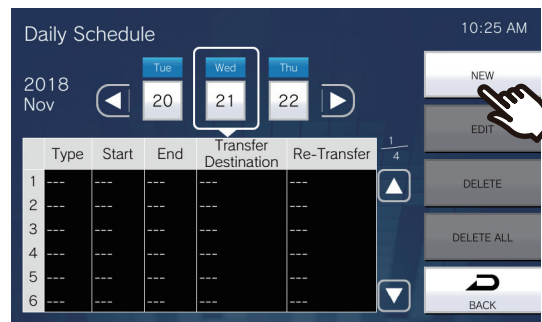 Daily Schedule
10:25 AM
2018
Nov
Tue
20
Wed
21
Thu
22
NEW
EDIT
DELETE
DELETE ALL
BACK
1
4
Type Start End Transfer Destination Re-Transfer
1 --- --- --- --- ---
2 --- --- --- --- ---
3 --- --- --- --- ---
4 --- --- --- --- ---
5 --- --- --- --- ---
6 --- --- --- --- ---